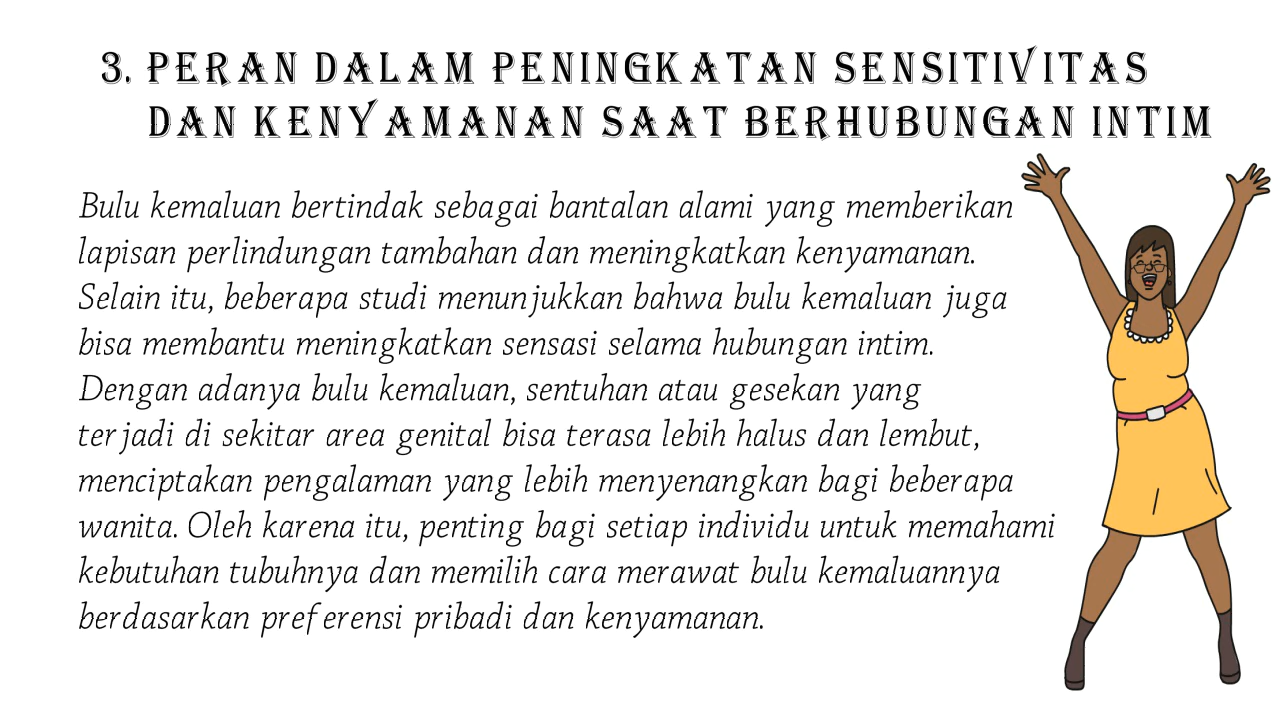 3. PERAN DALAM PENINGKATAN SENSITIVITAS
DAN KENYAMANAN SAAT BERHUBUNGAN INTIM
Bulu kemaluan bertindak sebagai bantalan alami yang memberikan
lapisan perlindungan tambahan dan meningkatkan kenyamanan.
Selain itu, beberapa studi menunjukkan bahwa bulu kemaluan juga
bisa membantu meningkatkan sensasi selama hubungan intim.
Dengan adanya bulu kemaluan, sentuhan atau gesekan yang
terjadi di sekitar area genital bisa terasa lebih halus dan lembut,
menciptakan pengalaman yang lebih menyenangkan bagi beberapa
wanita. Oleh karena itu, penting bagi setiap individu untuk memahami
kebutuhan tubuhnya dan memilih cara merawat bulu kemaluannya
berdasarkan preferensi pribadi dan kenyamanan.